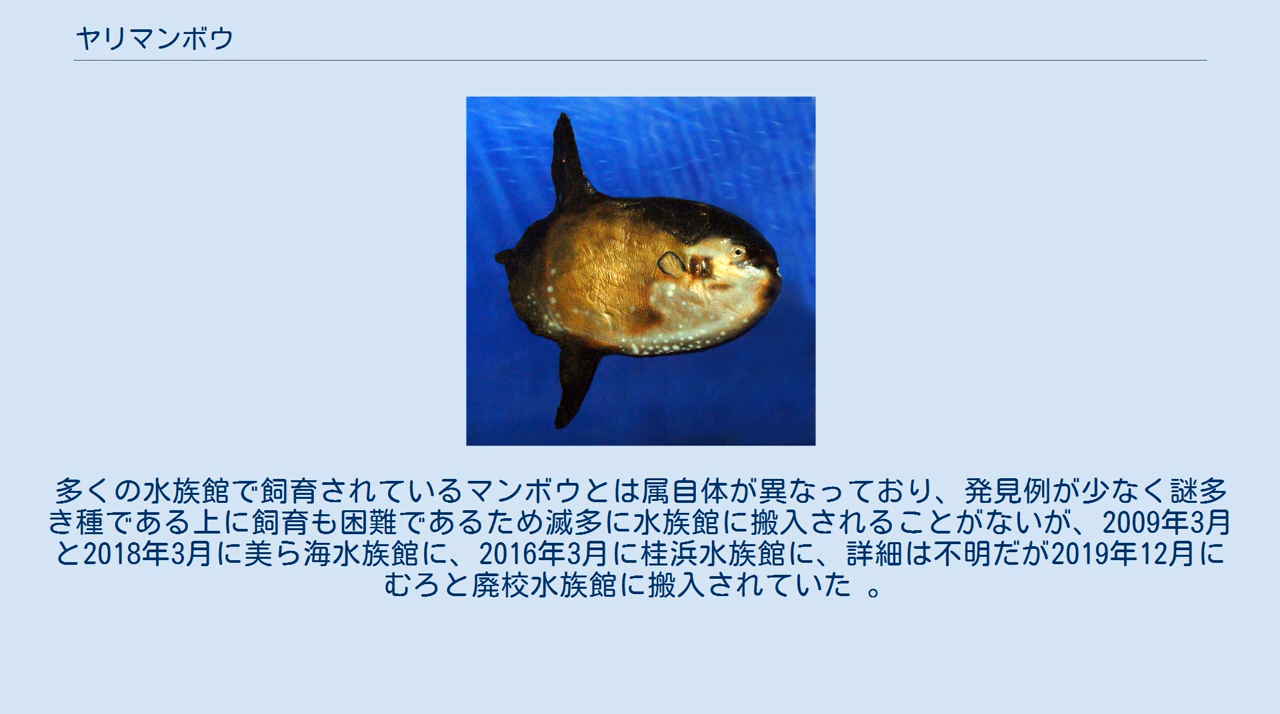 ヤリマンボウ
多くの水族館で飼育されているマンボウとは属自体が異なっており、発見例が少なく謎多
き種である上に飼育も困難であるため滅多に水族館に搬入されることがないが、2009年3月
と2018年3月に美ら海水族館に、2016年3月に桂浜水族館に、詳細は不明だが2019年12月に
むろと廃校水族館に搬入されていた 。